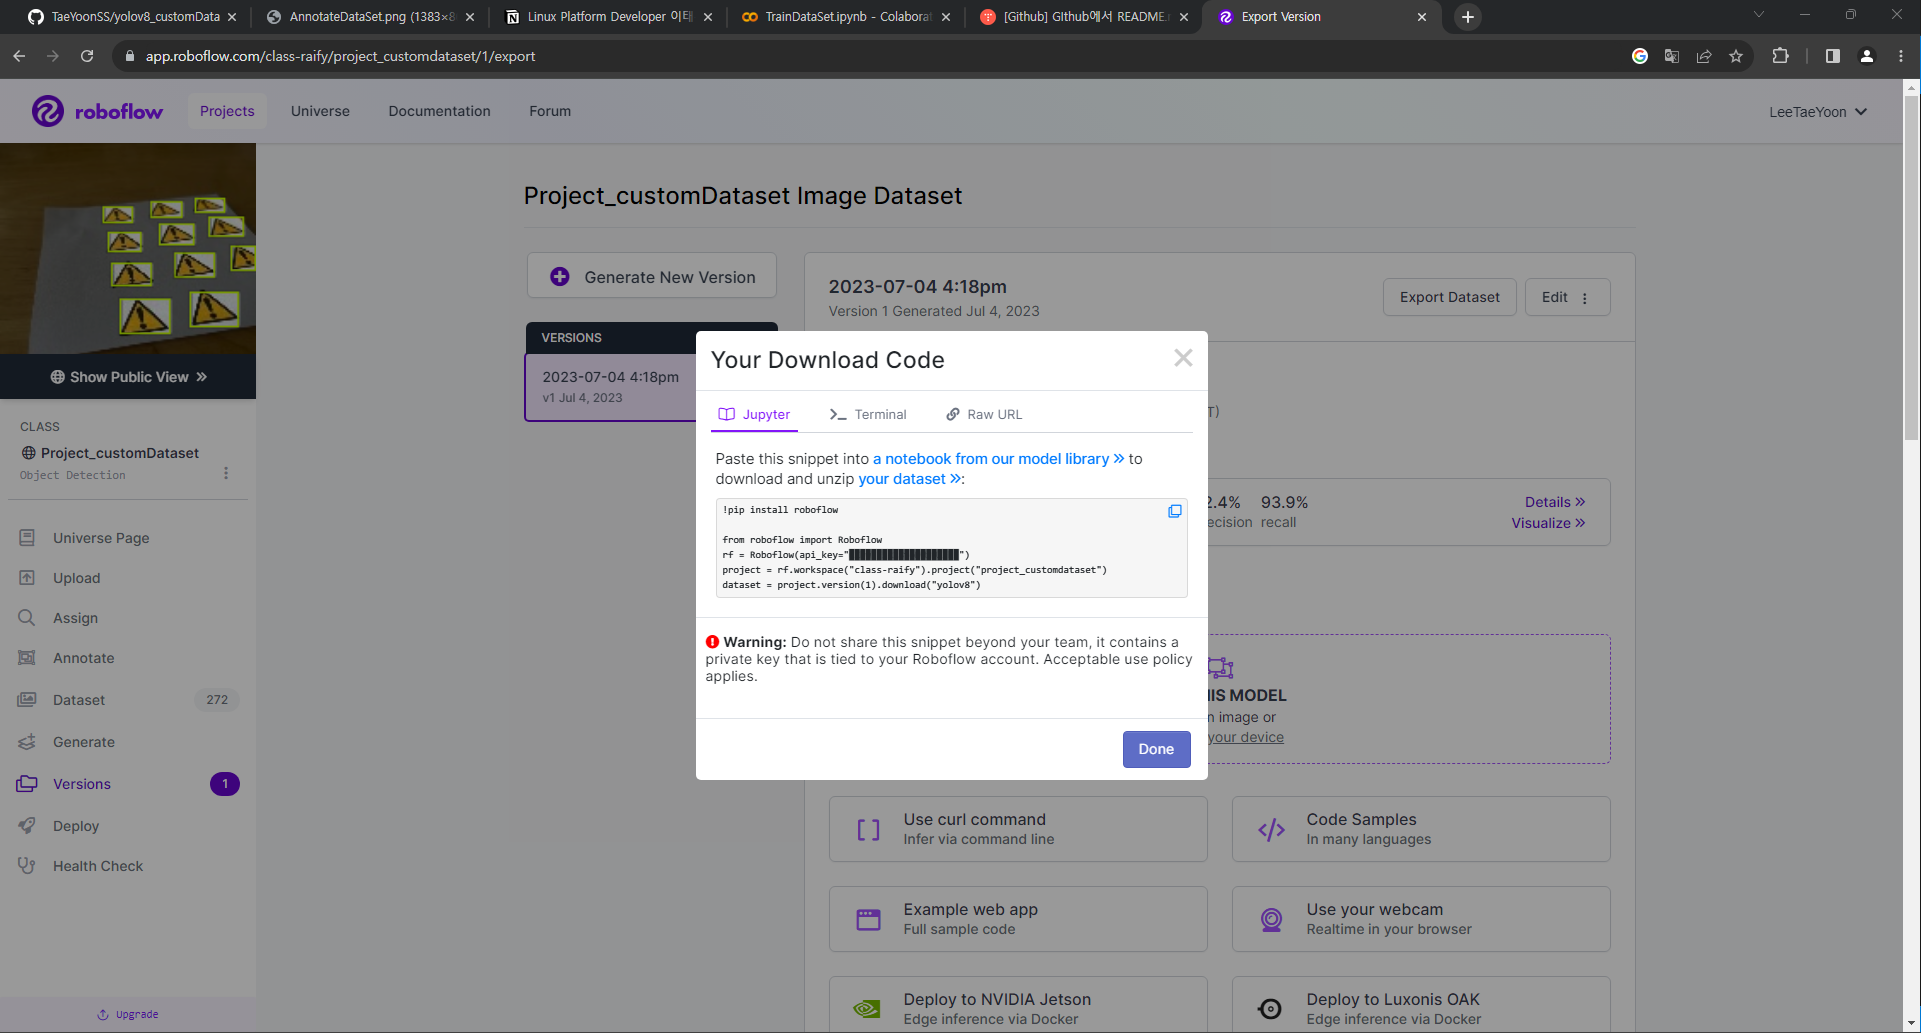 TaeYoonSS/yolov8_customData
AnnotateDataSet.png (1383×8
Linux Platform Developer 이태
TrainDataSet.ipynb - Colaborat
[Github] Github에서 README.
Export Version
app.roboflow.com/class-raify/project_customdataset/1/export
roboflow
Projects
Universe
Documentation
Forum
LeeTaeYoon
Show Public View »
CLASS
Project_customDataset
Object Detection
Universe Page
Upload
Assign
Annotate
Dataset
272
Generate
Versions
1
Deploy
Health Check
Upgrade
Project_customDataset Image Dataset
Generate New Version
VERSIONS
2023-07-04 4:18pm
v1 Jul 4, 2023
2023-07-04 4:18pm
Version 1 Generated Jul 4, 2023
Export Dataset
Edit
Your Download Code
Jupyter
Terminal
Raw URL
Paste this snippet into a notebook from our model library » to
download and unzip your dataset »:
!pip install roboflow
from roboflow import Roboflow
rf = Roboflow(api_key="████████████████████")
project = rf.workspace("class-raify").project("project_customdataset")
dataset = project.version(1).download("yolov8")
Warning: Do not share this snippet beyond your team, it contains a
private key that is tied to your Roboflow account. Acceptable use policy
applies.
Done
T)
2.4%
ecision
93.9%
recall
Details »
Visualize »
IS MODEL
n image or
your device
Use curl command
Infer via command line
Code Samples
In many languages
Example web app
Full sample code
Use your webcam
Realtime in your browser
Deploy to NVIDIA Jetson
Edge inference via Docker
Deploy to Luxonis OAK
Edge inference via Docker